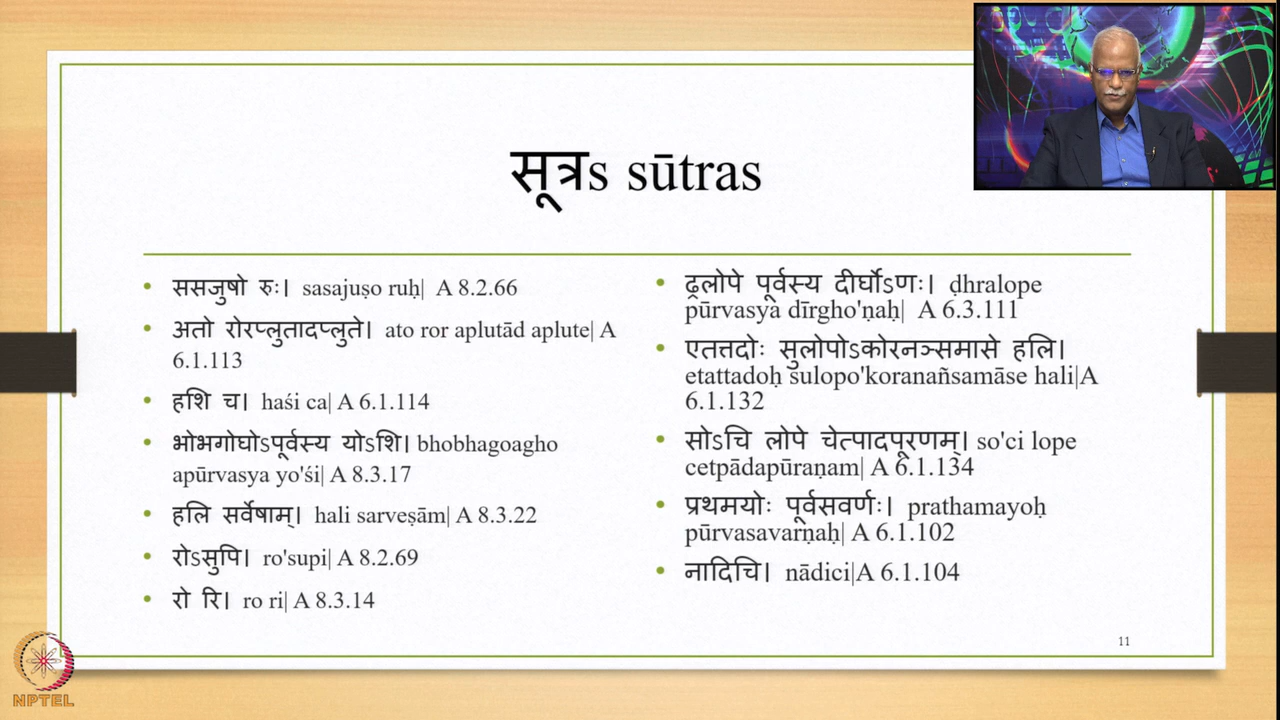 सूत्रs sūtras
ससजुषो रुः। sasajuṣo ruḥ| A 8.2.66
अतो रोरप्लुतादप्लुते। ato ror aplutād aplute| A
6.1.113
हशि च। haśi ca| A 6.1.114
भोभगोघोऽपूर्वस्य योऽशि। bhobhagoagho
apūrvasya yo'śi| A 8.3.17
हलि सर्वेषाम्। hali sarveṣām| A 8.3.22
रोऽसुपि। ro'supi| A 8.2.69
रो रि। ro ri| A 8.3.14
ढ्रलोपे पूर्वस्य दीर्घोऽणः। ḍhralope
pūrvasya dīrgho'ṇaḥ| A 6.3.111
एतत्तदोः सुलोपोऽकोरनञ्समासे हलि।
etattadoḥ sulopo'koranañsamāse hali|A
6.1.132
सोऽचि लोपे चेत्पादपूरणम्। so'ci lope
cetpādapūraṇam| A 6.1.134
प्रथमयोः पूर्वसवर्णः। prathamayoḥ
pūrvasavarṇaḥ| A 6.1.102
नादिचि। nādici|A 6.1.104
11
NPTEL